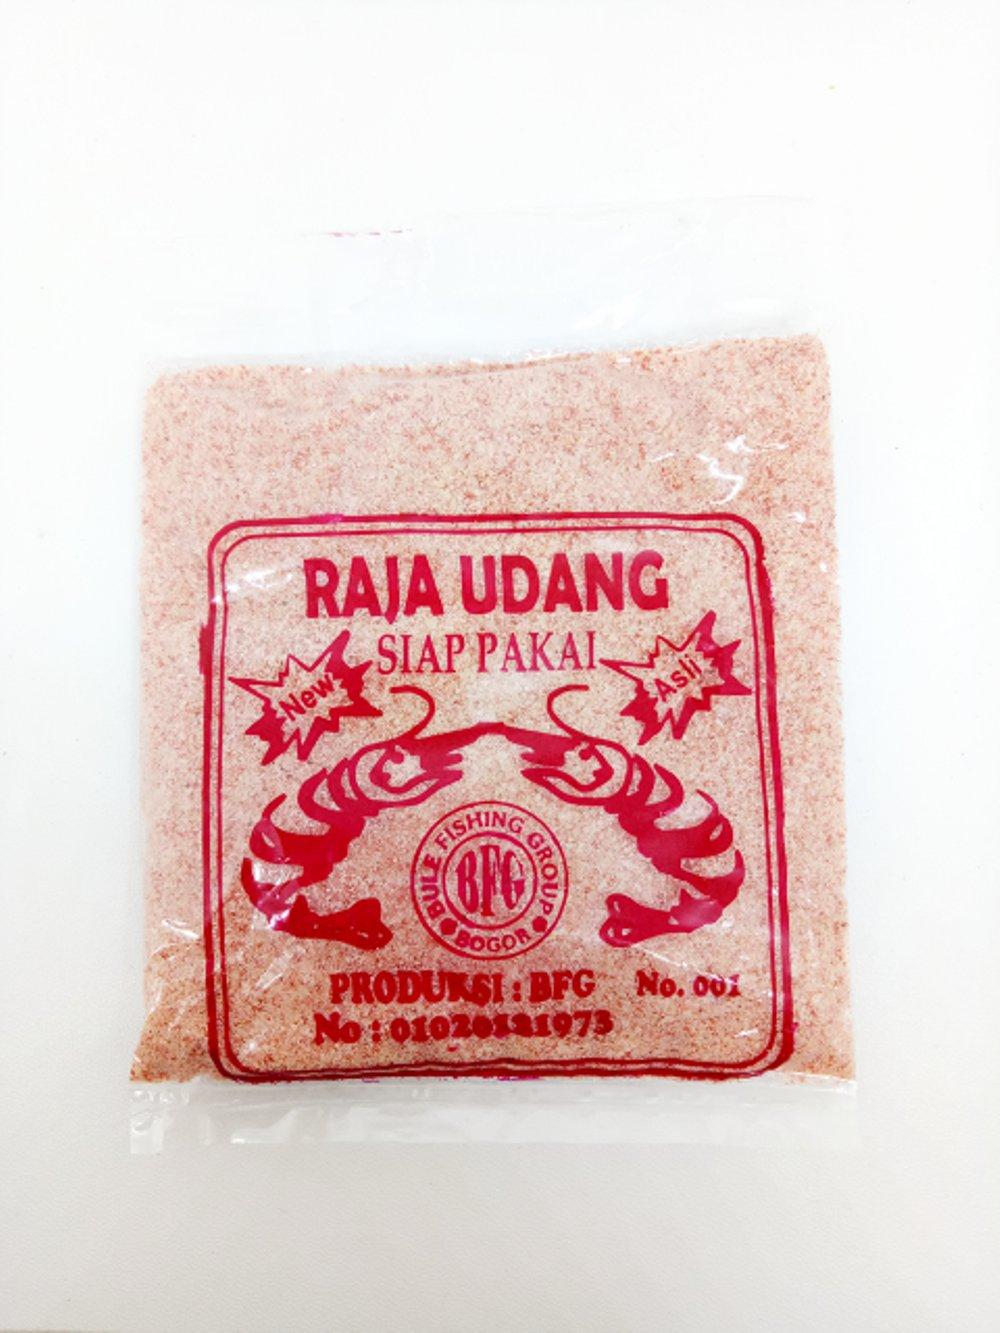 RAJA UDANG
SIAP PAKAI
New
Asli
BULE FISHING GROUP
BFG
BOGOR
PRODUKSI : BFG No. 001
No : 01020121973